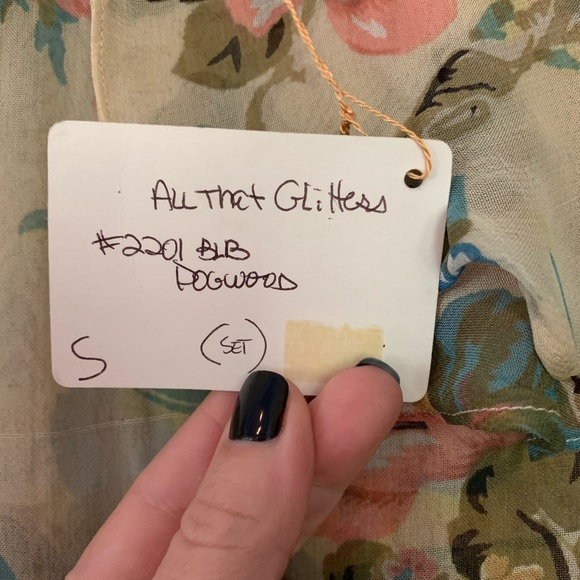 All That Glitters
#2201 BLB
DOGWOOD
S
(SET)